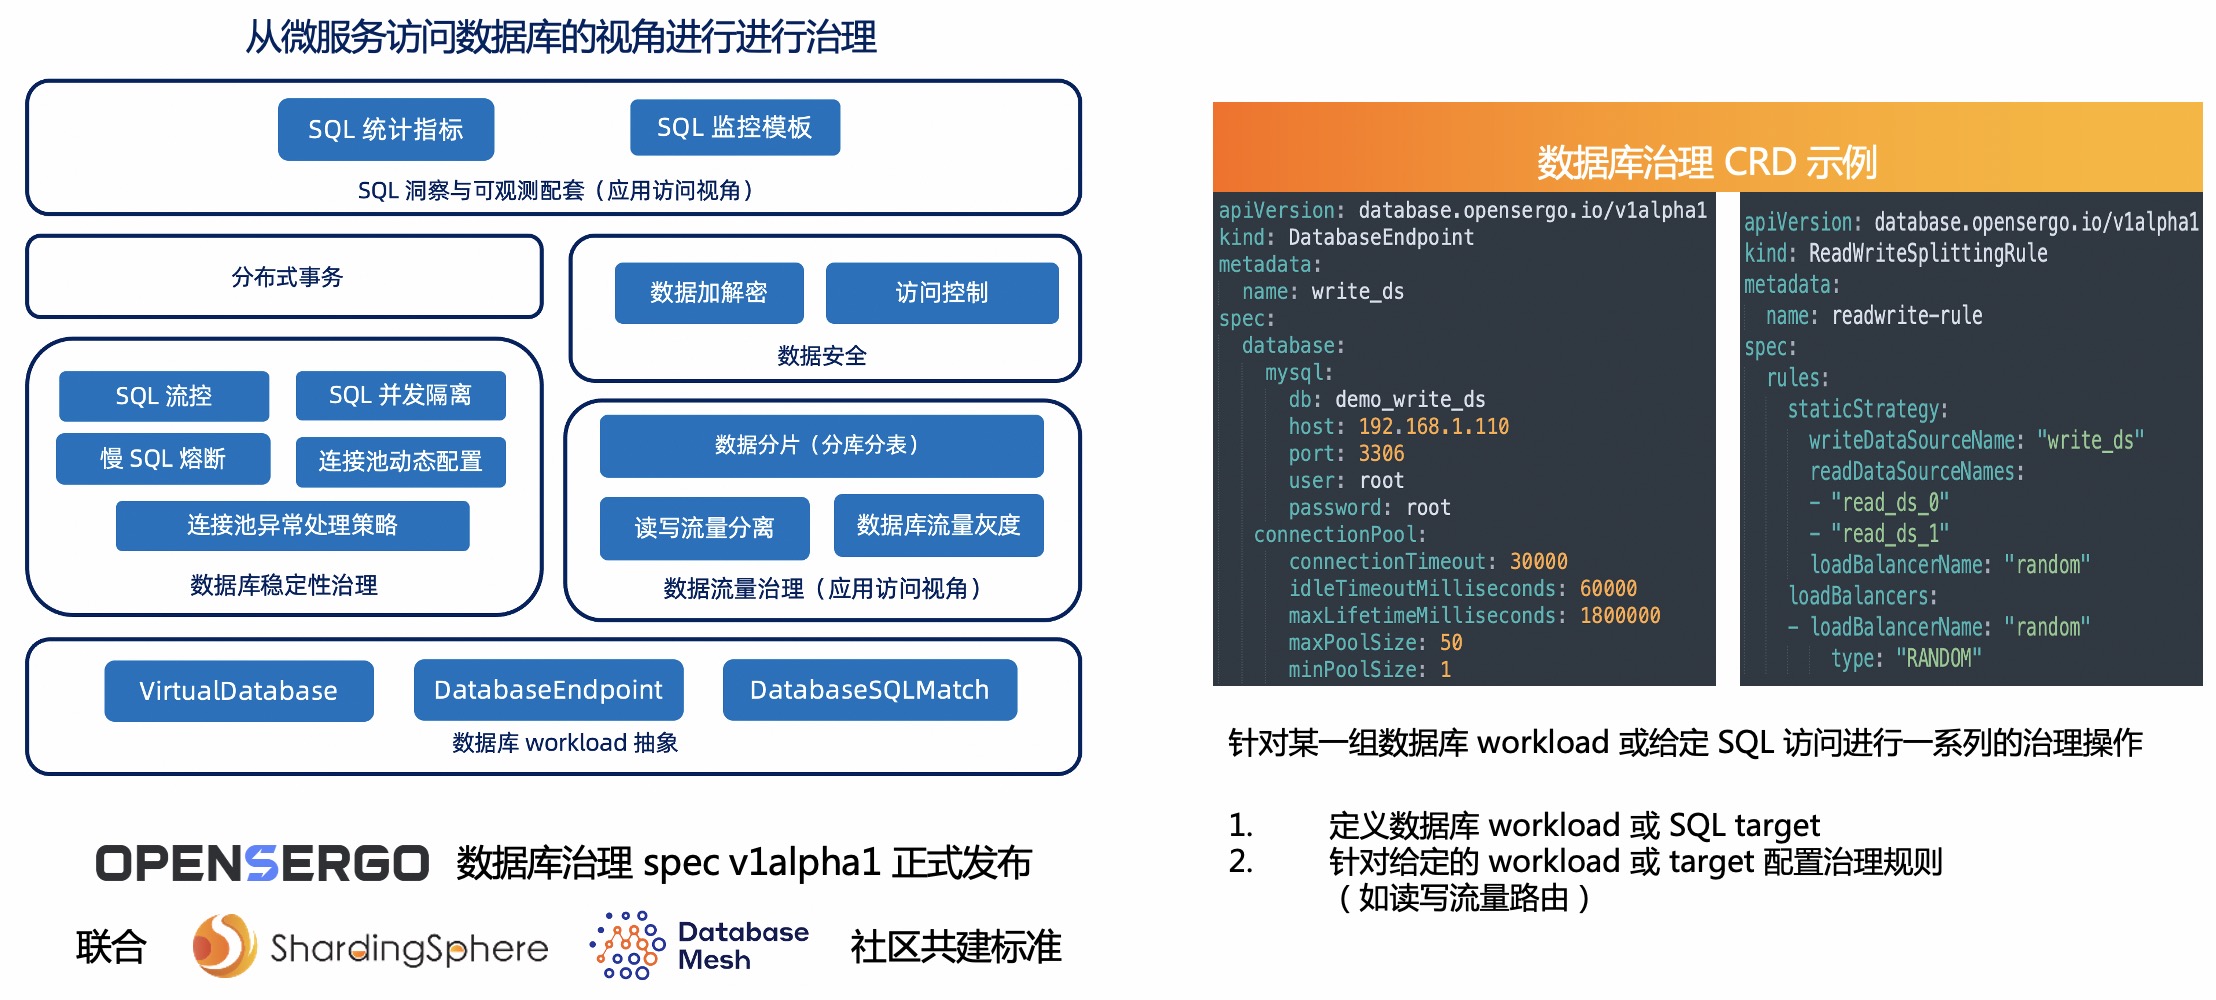 从微服务访问数据库的视角进行进行治理
SQL 统计指标
SQL 监控模板
SQL 洞察与可观测配套（应用访问视角）
分布式事务
数据加解密
访问控制
数据安全
SQL 流控
SQL 并发隔离
慢 SQL 熔断
连接池动态配置
连接池异常处理策略
数据库稳定性治理
数据分片（分库分表）
读写流量分离
数据库流量灰度
数据流量治理（应用访问视角）
VirtualDatabase
DatabaseEndpoint
DatabaseSQLMatch
数据库 workload 抽象
OPENSERGO 数据库治理 spec v1alpha1 正式发布
联合 ShardingSphere Database Mesh 社区共建标准
数据库治理 CRD 示例
apiVersion: database.opensergo.io/v1alpha1
kind: DatabaseEndpoint
metadata:
  name: write_ds
spec:
  database:
    mysql:
      db: demo_write_ds
      host: 192.168.1.110
      port: 3306
      user: root
      password: root
   connectionPool:
      connectionTimeout: 30000
      idleTimeoutMilliseconds: 60000
      maxLifetimeMilliseconds: 1800000
      maxPoolSize: 50
      minPoolSize: 1
apiVersion: database.opensergo.io/v1alpha1
kind: ReadWriteSplittingRule
metadata:
  name: readwrite-rule
spec:
  rules:
    staticStrategy:
      writeDataSourceName: "write_ds"
      readDataSourceNames:
      - "read_ds_0"
      - "read_ds_1"
      loadBalancerName: "random"
    loadBalancers:
    - loadBalancerName: "random"
        type: "RANDOM"
针对某一组数据库 workload 或给定 SQL 访问进行一系列的治理操作
1. 定义数据库 workload 或 SQL target
2. 针对给定的 workload 或 target 配置治理规则
（如读写流量路由）